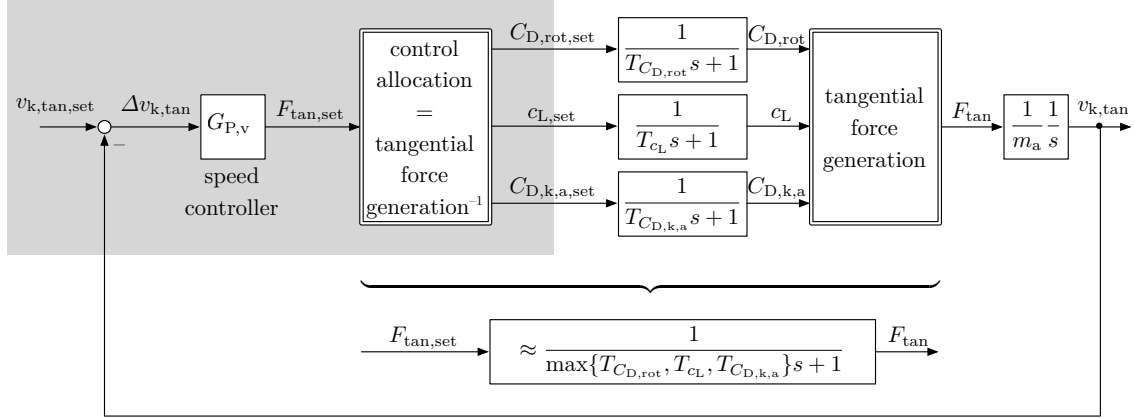 v_k,tan,set
Δv_k,tan
–
G_P,v
speed
controller
F_tan,set
control
allocation
=
tangential
force
generation⁻¹
C_D,rot,set
1
T_C_D,rot s + 1
C_D,rot
c_L,set
1
T_c_L s + 1
c_L
C_D,k,a,set
1
T_C_D,k,a s + 1
C_D,k,a
tangential
force
generation
F_tan
1 1
m_a s
v_k,tan
F_tan,set
≈ 1
max{T_C_D,rot, T_c_L, T_C_D,k,a}s + 1
F_tan